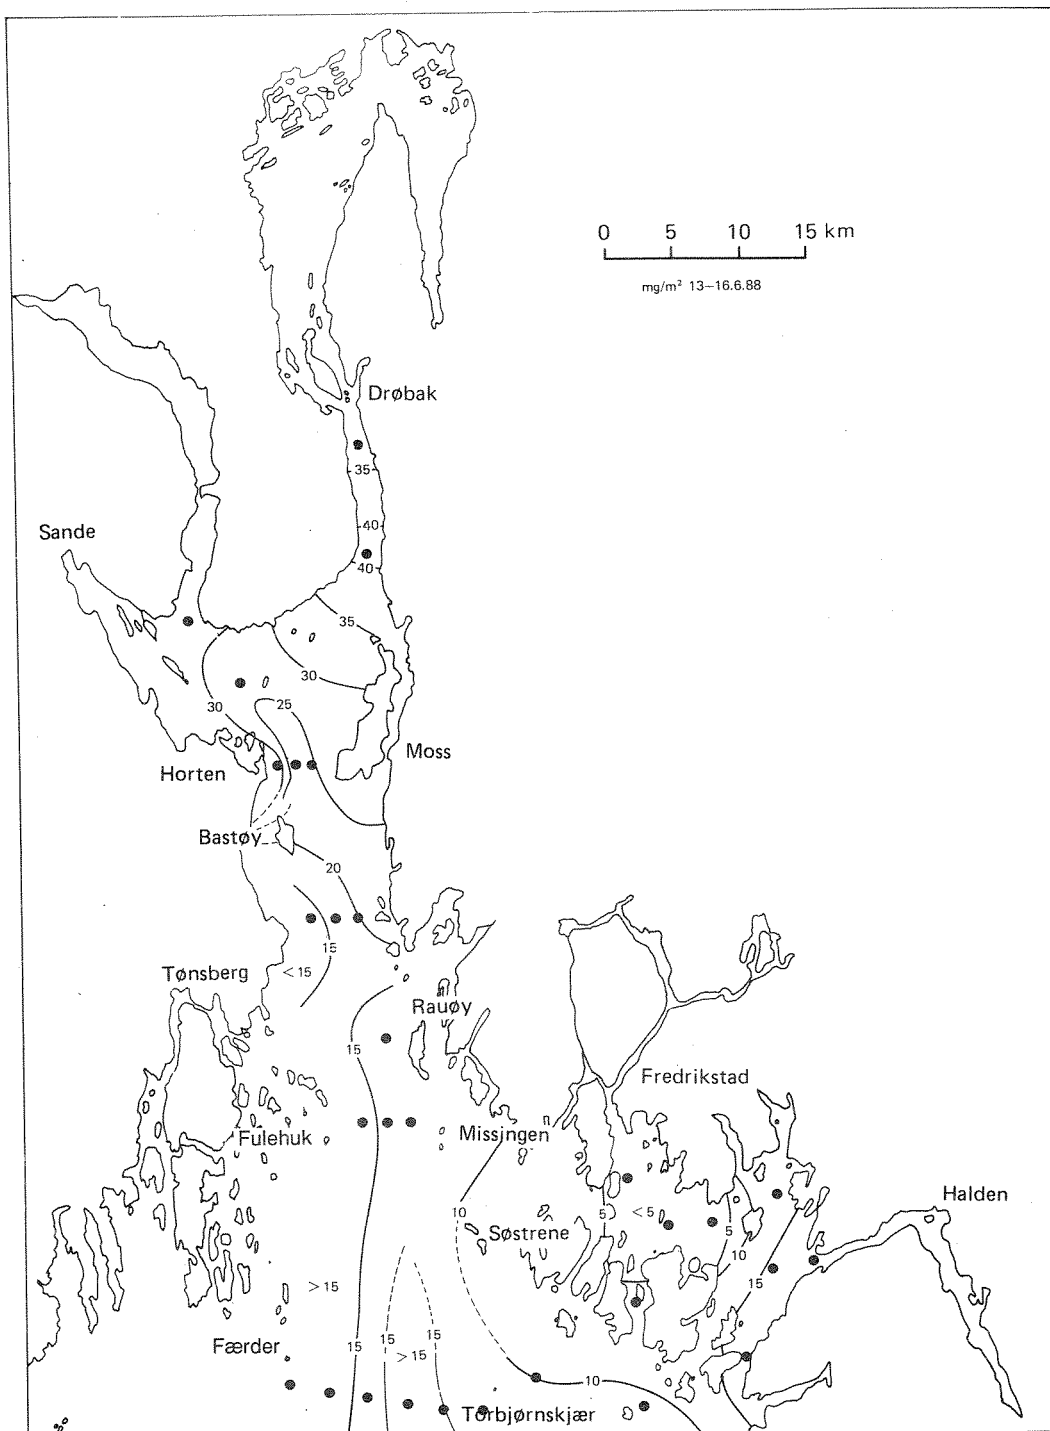 0 5 10 15 km
mg/m² 13–16.6.88
Drøbak
35
40
Sande
40
35
30
30
25
Moss
Horten
Bastøy
20
15
Tønsberg
<15
Rauøy
15
Fredrikstad
Fulehuk
Missingen
Halden
10
5
<5
5
Søstrene
10
15
>15
Færder
15
15
15
>15
10
Torbjørnskjær